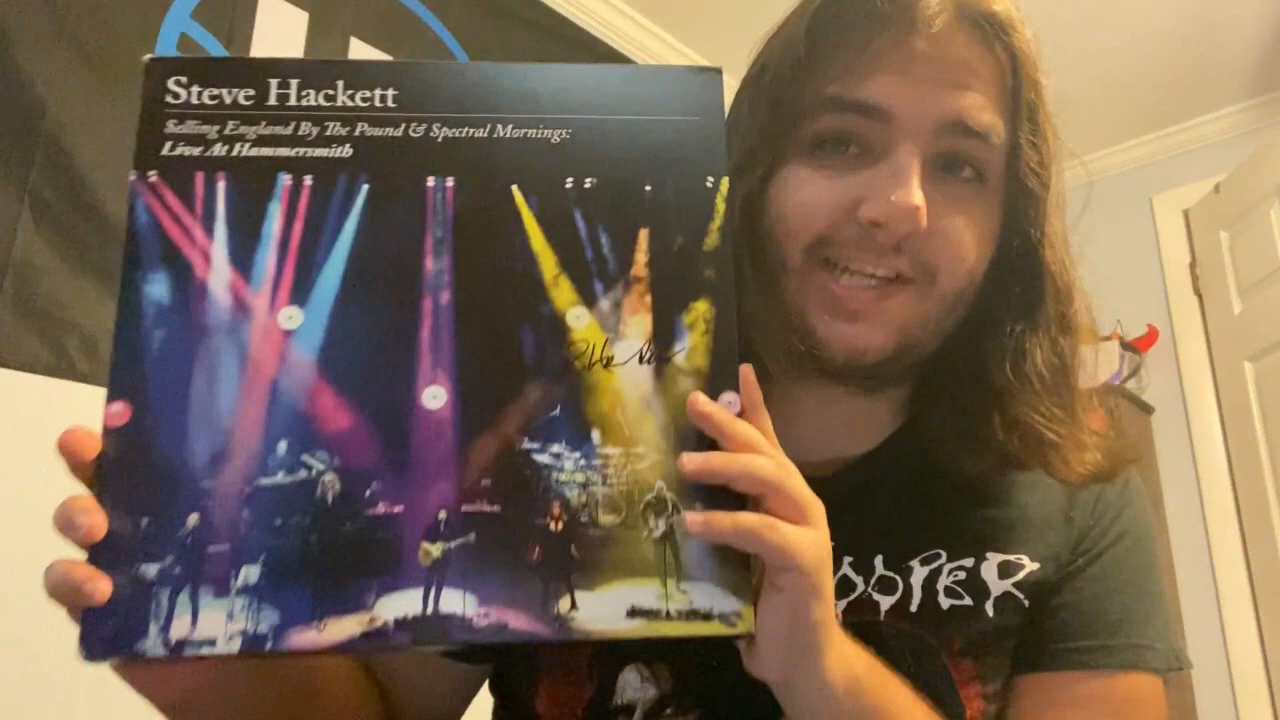 Steve Hackett
Selling England By The Pound & Spectral Mornings:
Live At Hammersmith
OOPER